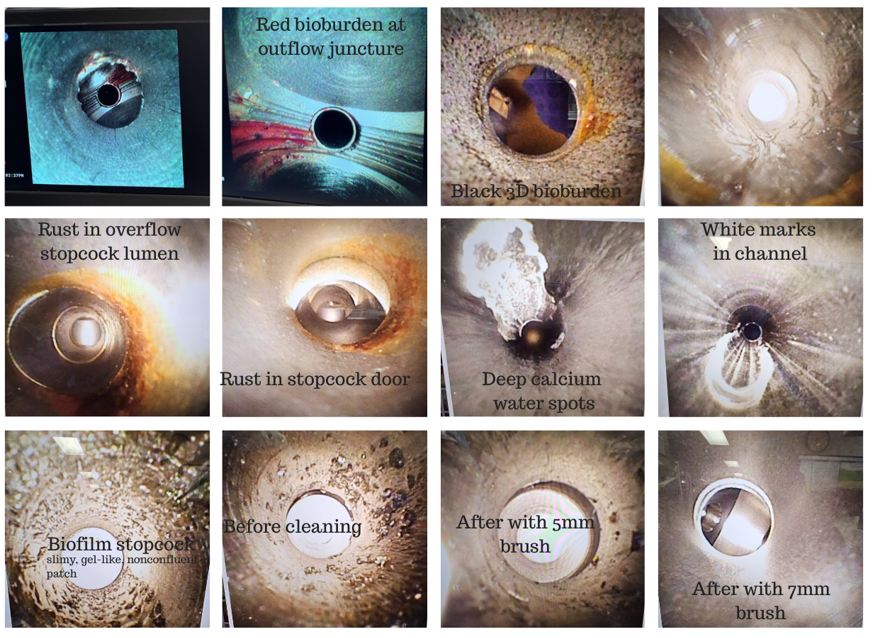 Red bioburden at
outflow juncture
Black 3D bioburden
Rust in overflow
stopcock lumen
Rust in stopcock door
Deep calcium
water spots
White marks
in channel
Biofilm stopcock
slimy, gel-like, nonconfluent
patch
Before cleaning
After with 5mm
brush
After with 7mm
brush